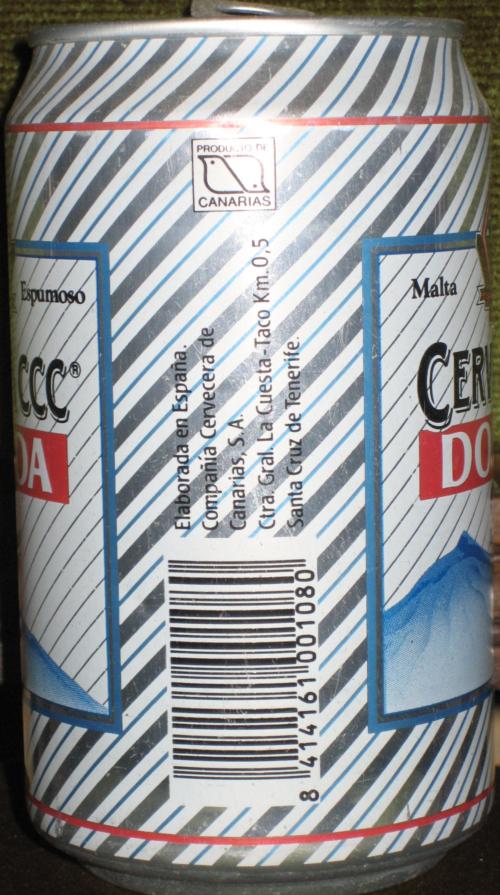 PRODUCTO DE
CANARIAS
Espumoso
CCC®
DA
Elaborada en España.
Compañía Cervecera de
Canarias, S.A.
Ctra. Gral. La Cuesta-Taco Km.0,5
Santa Cruz de Tenerife.
8 414161 001080
Malta
CER
DO